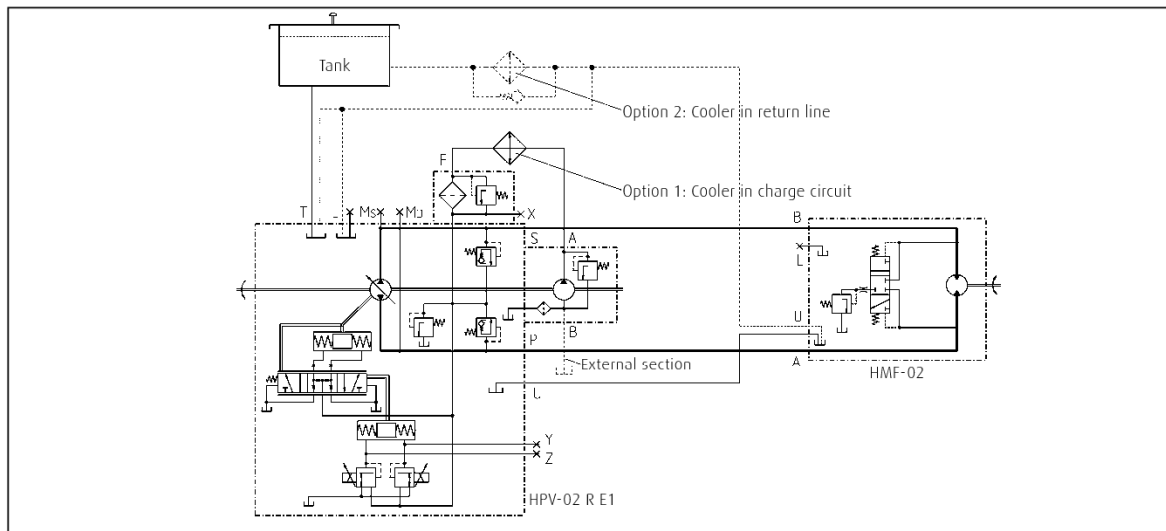 Tank
Option 2: Cooler in return line
Option 1: Cooler in charge circuit
F
X
T
L
Ms
Mp
S
A
B
L
U
P
B
A
External section
U
HMF-02
Y
Z
HPV-02 R E1